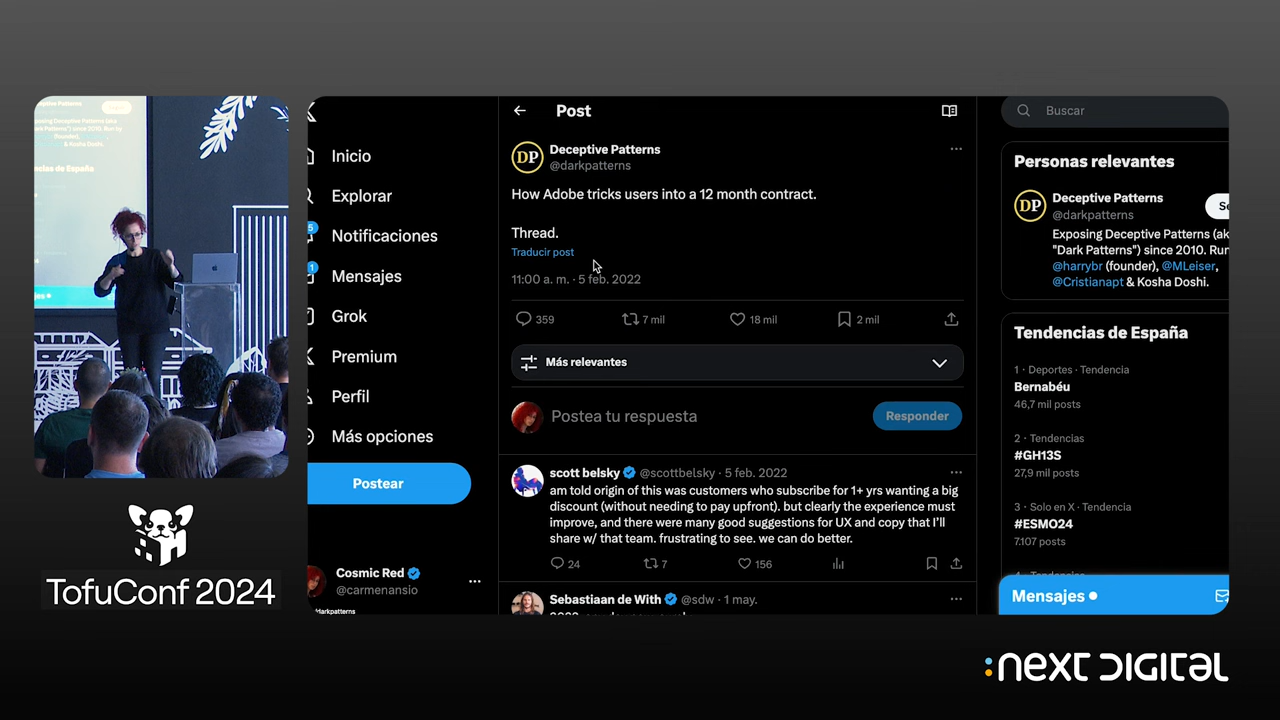 Post
Buscar
Inicio
Explorar
5
Notificaciones
1
Mensajes
Grok
Premium
Perfil
Más opciones
Postear
Cosmic Red
@carmenansio
darkpatterns
DP
Deceptive Patterns
@darkpatterns
How Adobe tricks users into a 12 month contract.
Thread.
Traducir post
11:00 a. m. · 5 feb. 2022
359
7 mil
18 mil
2 mil
Más relevantes
Postea tu respuesta
Responder
scott belsky @scottbelsky · 5 feb. 2022
am told origin of this was customers who subscribe for 1+ yrs wanting a big
discount (without needing to pay upfront). but clearly the experience must
improve, and there were many good suggestions for UX and copy that I'll
share w/ that team. frustrating to see. we can do better.
24
7
156
Sebastiaan de With @sdw · 1 may.
Personas relevantes
DP
Deceptive Patterns
@darkpatterns
Exposing Deceptive Patterns (ak
"Dark Patterns") since 2010. Run
@harrybr (founder), @MLeiser,
@Cristianapt & Kosha Doshi.
Tendencias de España
1 · Deportes · Tendencia
Bernabéu
46,7 mil posts
2 · Tendencias
#GH13S
27,9 mil posts
3 · Solo en X · Tendencia
#ESMO24
7.107 posts
Mensajes
TofuConf 2024
:NEXT DIGITAL